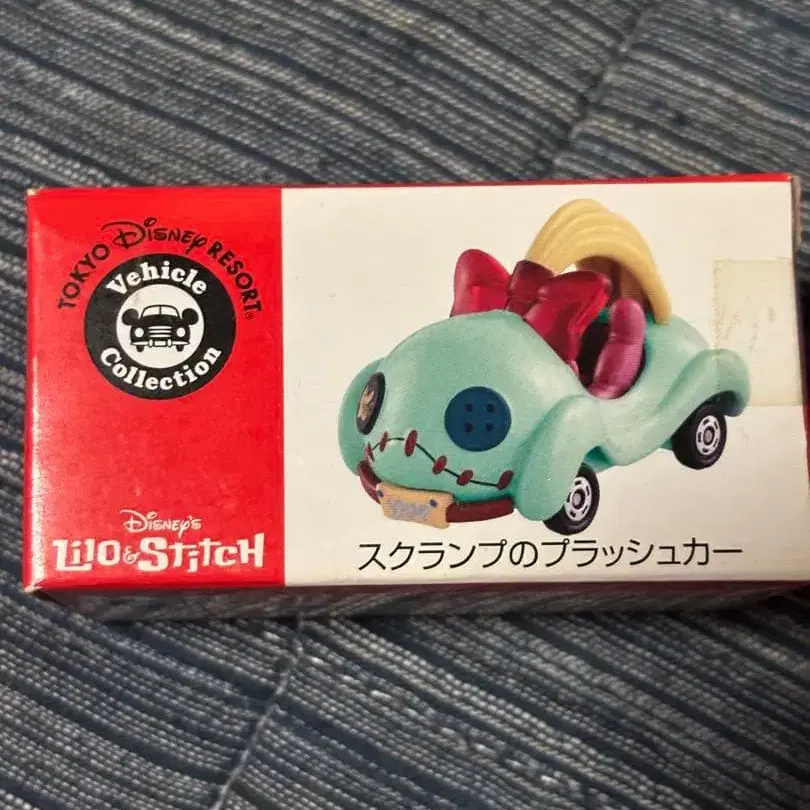 TOKYO DISNEY RESORT®
Vehicle
Collection
DISNEY'S
Lilo & Stitch
スクランプのプラッシュカー